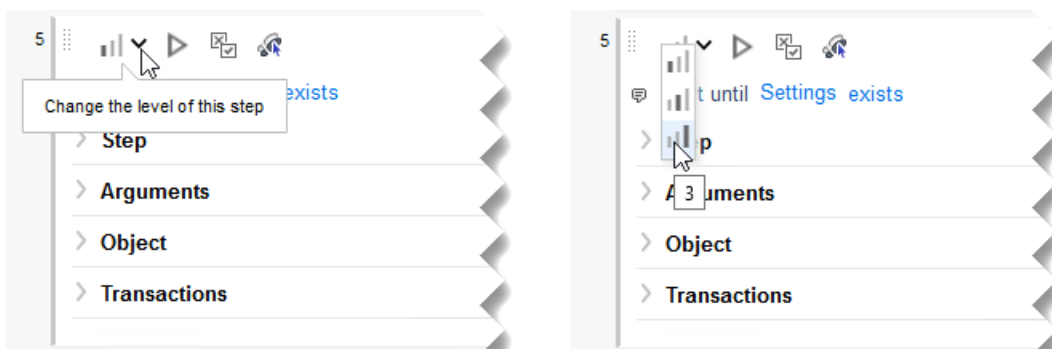 5
Change the level of this step
exists
Step
Arguments
Object
Transactions
5
t until Settings exists
p
3
A uments
Object
Transactions